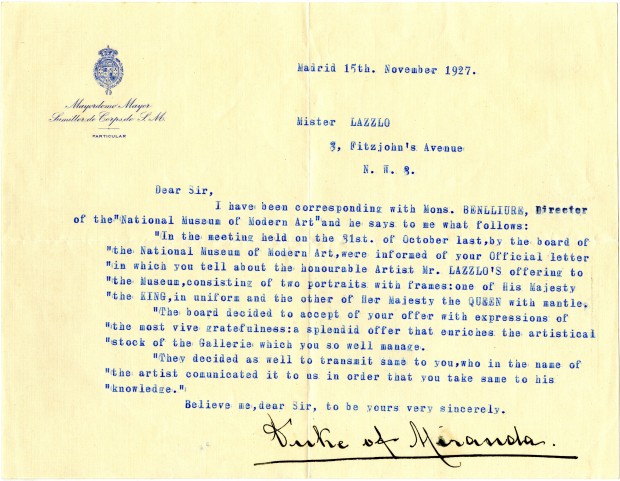 Madrid 15th. November 1927.
Mayordomo Mayor
Sumiller de Corps de S. M.
PARTICULAR
Mister LAZZLO
3, Fitzjohn's Avenue
N. W. 3.
Dear Sir,
I have been corresponding with Mons. BENLLIURE, Director
of the"National Museum of Modern Art"and he says to me what follows:
"In the meeting held on the 31st. of October last,by the board of
"the National Museum of Modern Art,were informed of your Official letter
"in which you tell about the honourable Artist Mr. LAZZLO'S offering to
"the Museum,consisting of two portraits with frames:one of His Majesty
"the KING,in uniform and the other of Her Majesty the QUEEN with mantle.
"The board decided to accept of your offer with expressions of
"the most vive gratefulness:a splendid offer that enriches the artistical
"stock of the Gallerie which you so well manage.
"They decided as well to transmit same to you,who in the name of
"the artist comunicated it to us in order that you take same to his
"knowledge."
Believe me,dear Sir, to be yours very sincerely.
Duke of Miranda.